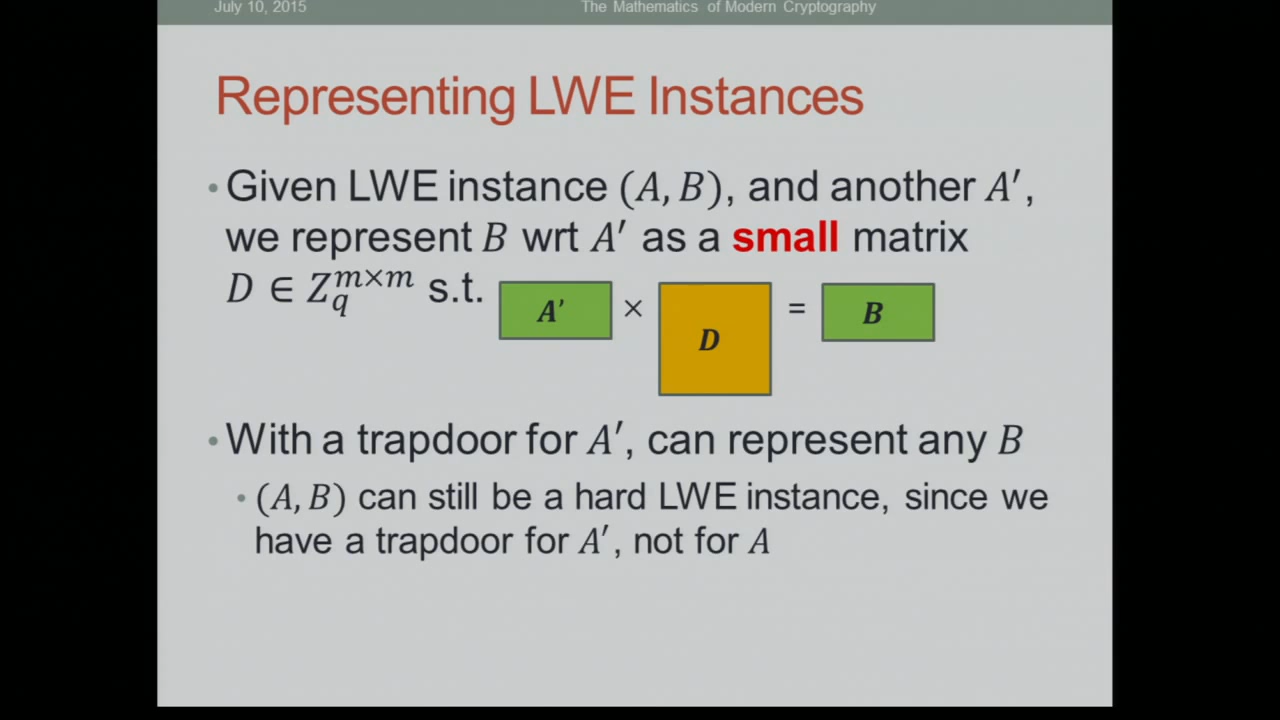 July 10, 2015 The Mathematics of Modern Cryptography
Representing LWE Instances
• Given LWE instance (A, B), and another A′,
we represent B wrt A′ as a small matrix
D ∈ Z_q^{m×m} s.t. A' × D = B
• With a trapdoor for A′, can represent any B
• (A, B) can still be a hard LWE instance, since we
have a trapdoor for A′, not for A